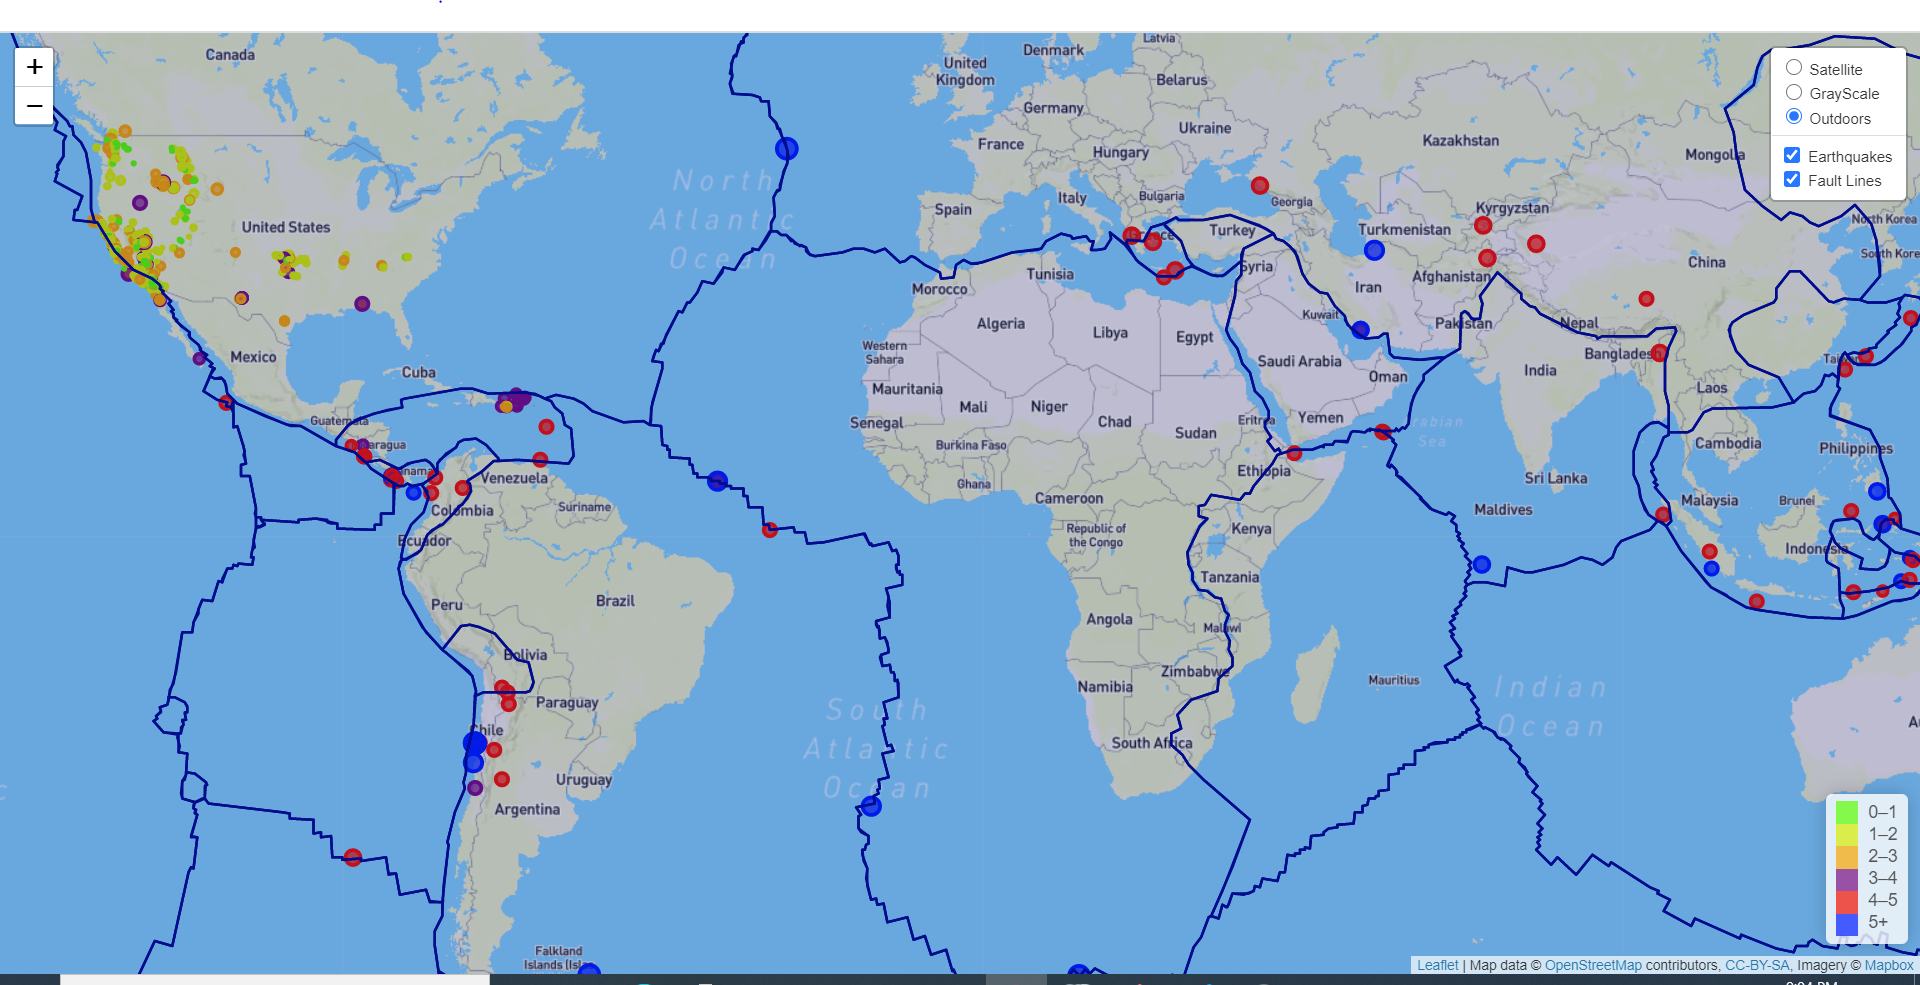 +
−
Satellite
GrayScale
Outdoors
Earthquakes
Fault Lines
Canada
United States
Mexico
Cuba
Guatemala
Venezuela
Colombia
Suriname
Ecuador
Peru
Brazil
Bolivia
Paraguay
Chile
Uruguay
Argentina
Falkland
North
Atlantic
Ocean
South
Atlantic
Ocean
Latvia
Denmark
United
Kingdom
Belarus
Germany
Ukraine
France
Hungary
Kazakhstan
Mongolia
Italy
Bulgaria
Spain
Georgia
Kyrgyzstan
North Korea
Greece
Turkey
Turkmenistan
South Kore
Syria
Tunisia
Afghanistan
China
Morocco
Iran
Kuwait
Algeria
Libya
Egypt
Pakistan
Nepal
Western
Sahara
Saudi Arabia
Bangladesh
Oman
India
Laos
Mauritania
Mali
Niger
Chad
Eritrea
Yemen
Senegal
Sudan
Burkina Faso
Arabian
Sea
Cambodia
Philippines
Ghana
Ethiopia
Sri Lanka
Cameroon
Maldives
Malaysia
Brunei
Republic of
the Congo
Kenya
Indonesia
Tanzania
Angola
Malawi
Zimbabwe
Namibia
Mauritius
South Africa
Indian
Ocean
0–1
1–2
2–3
3–4
4–5
5+
Leaflet | Map data © OpenStreetMap contributors, CC-BY-SA, Imagery © Mapbox